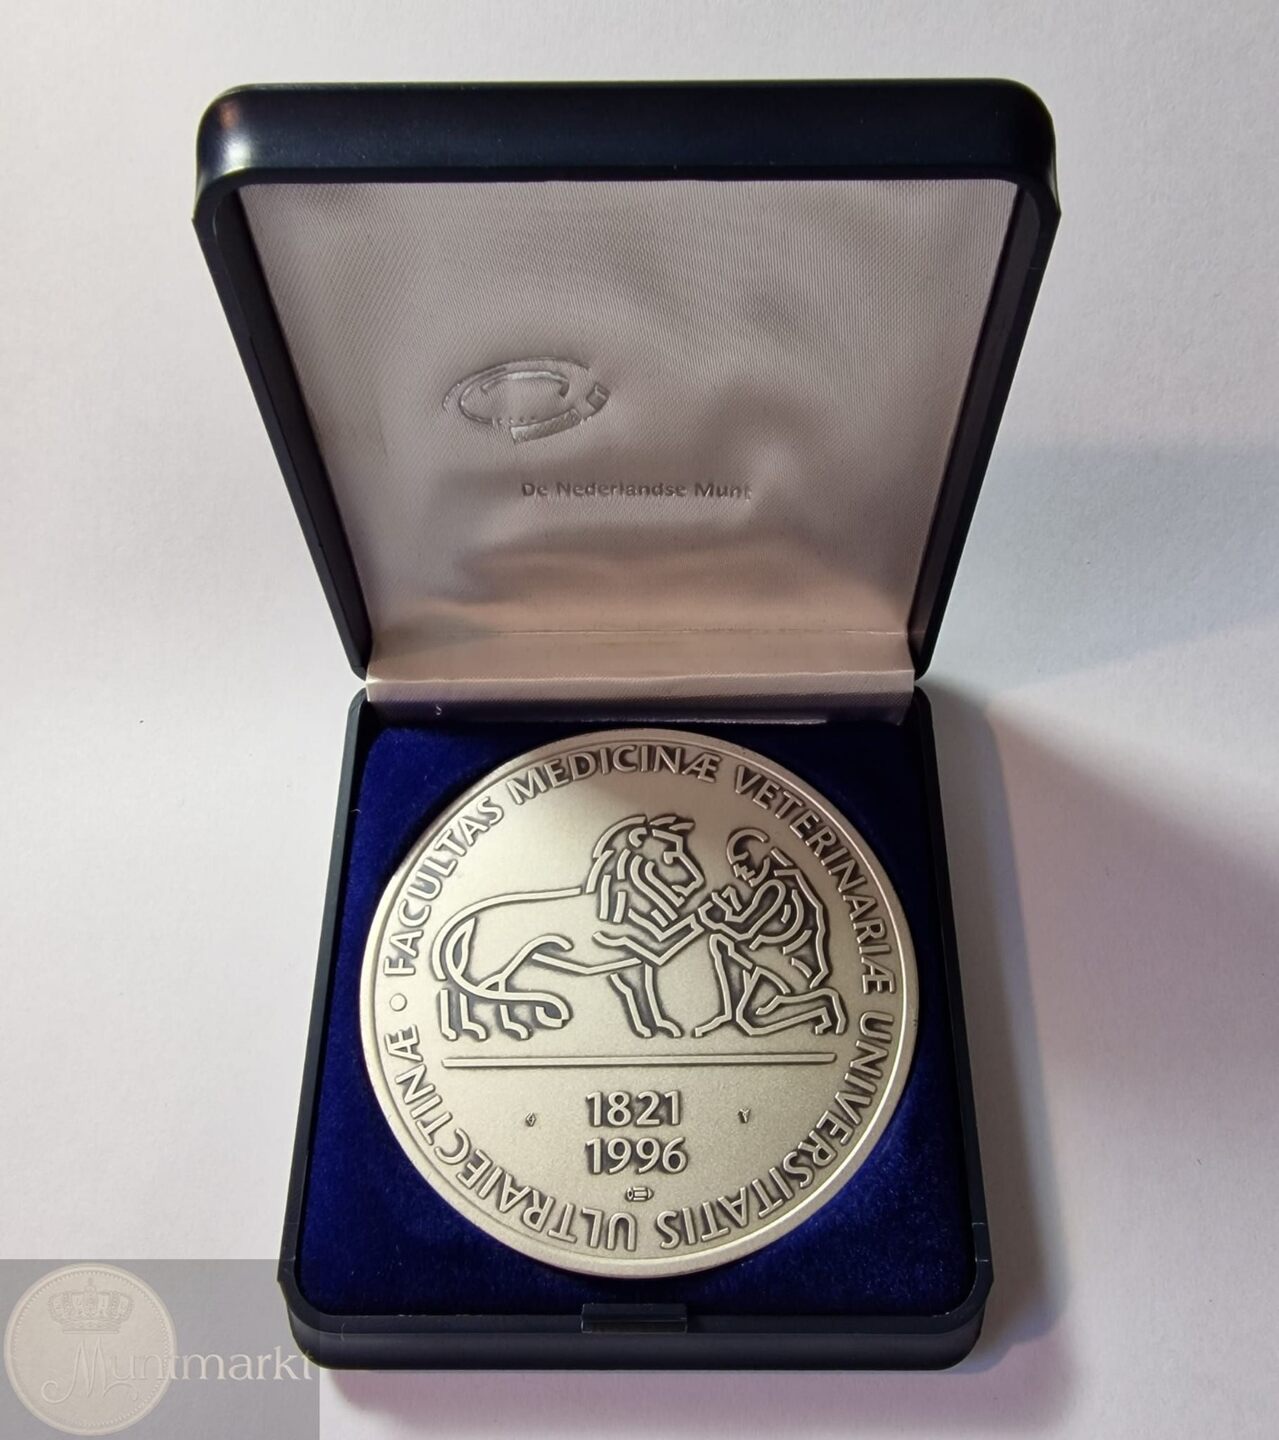 De Nederlandse Munt
FACULTAS MEDICINÆ VETERINARIÆ UNIVERSITATIS ULTRAIECTINÆ
1821
1996
Muntmarkt